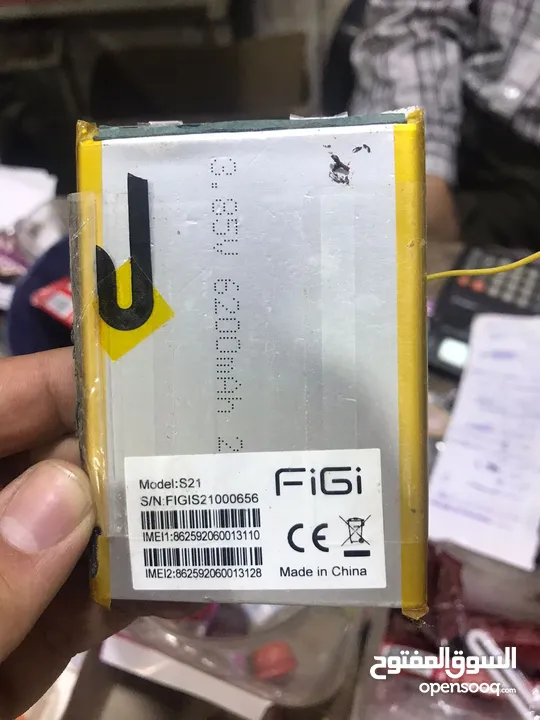 3.85V 6200mAh 2
Model:S21
S/N:FIGIS21000656
FiGi
IMEI1:862592060013110
IMEI2:862592060013128
CE
Made in China
السوق المفتوح
opensooq.com